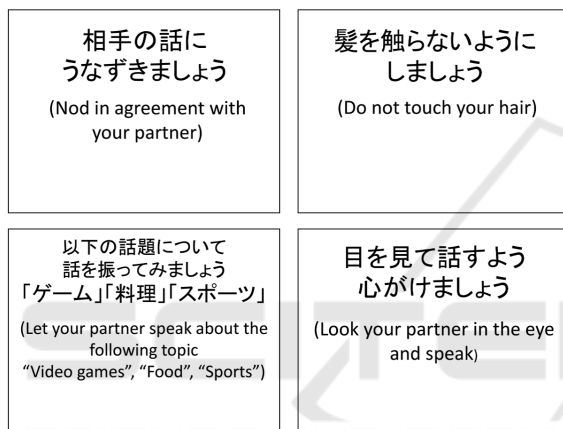 相手の話に
うなずきましょう
(Nod in agreement with
your partner)
髪を触らないように
しましょう
(Do not touch your hair)
以下の話題について
話を振ってみましょう
「ゲーム」「料理」「スポーツ」
(Let your partner speak about the
following topic
“Video games”, “Food”, “Sports”)
目を見て話すよう
心がけましょう
(Look your partner in the eye
and speak)